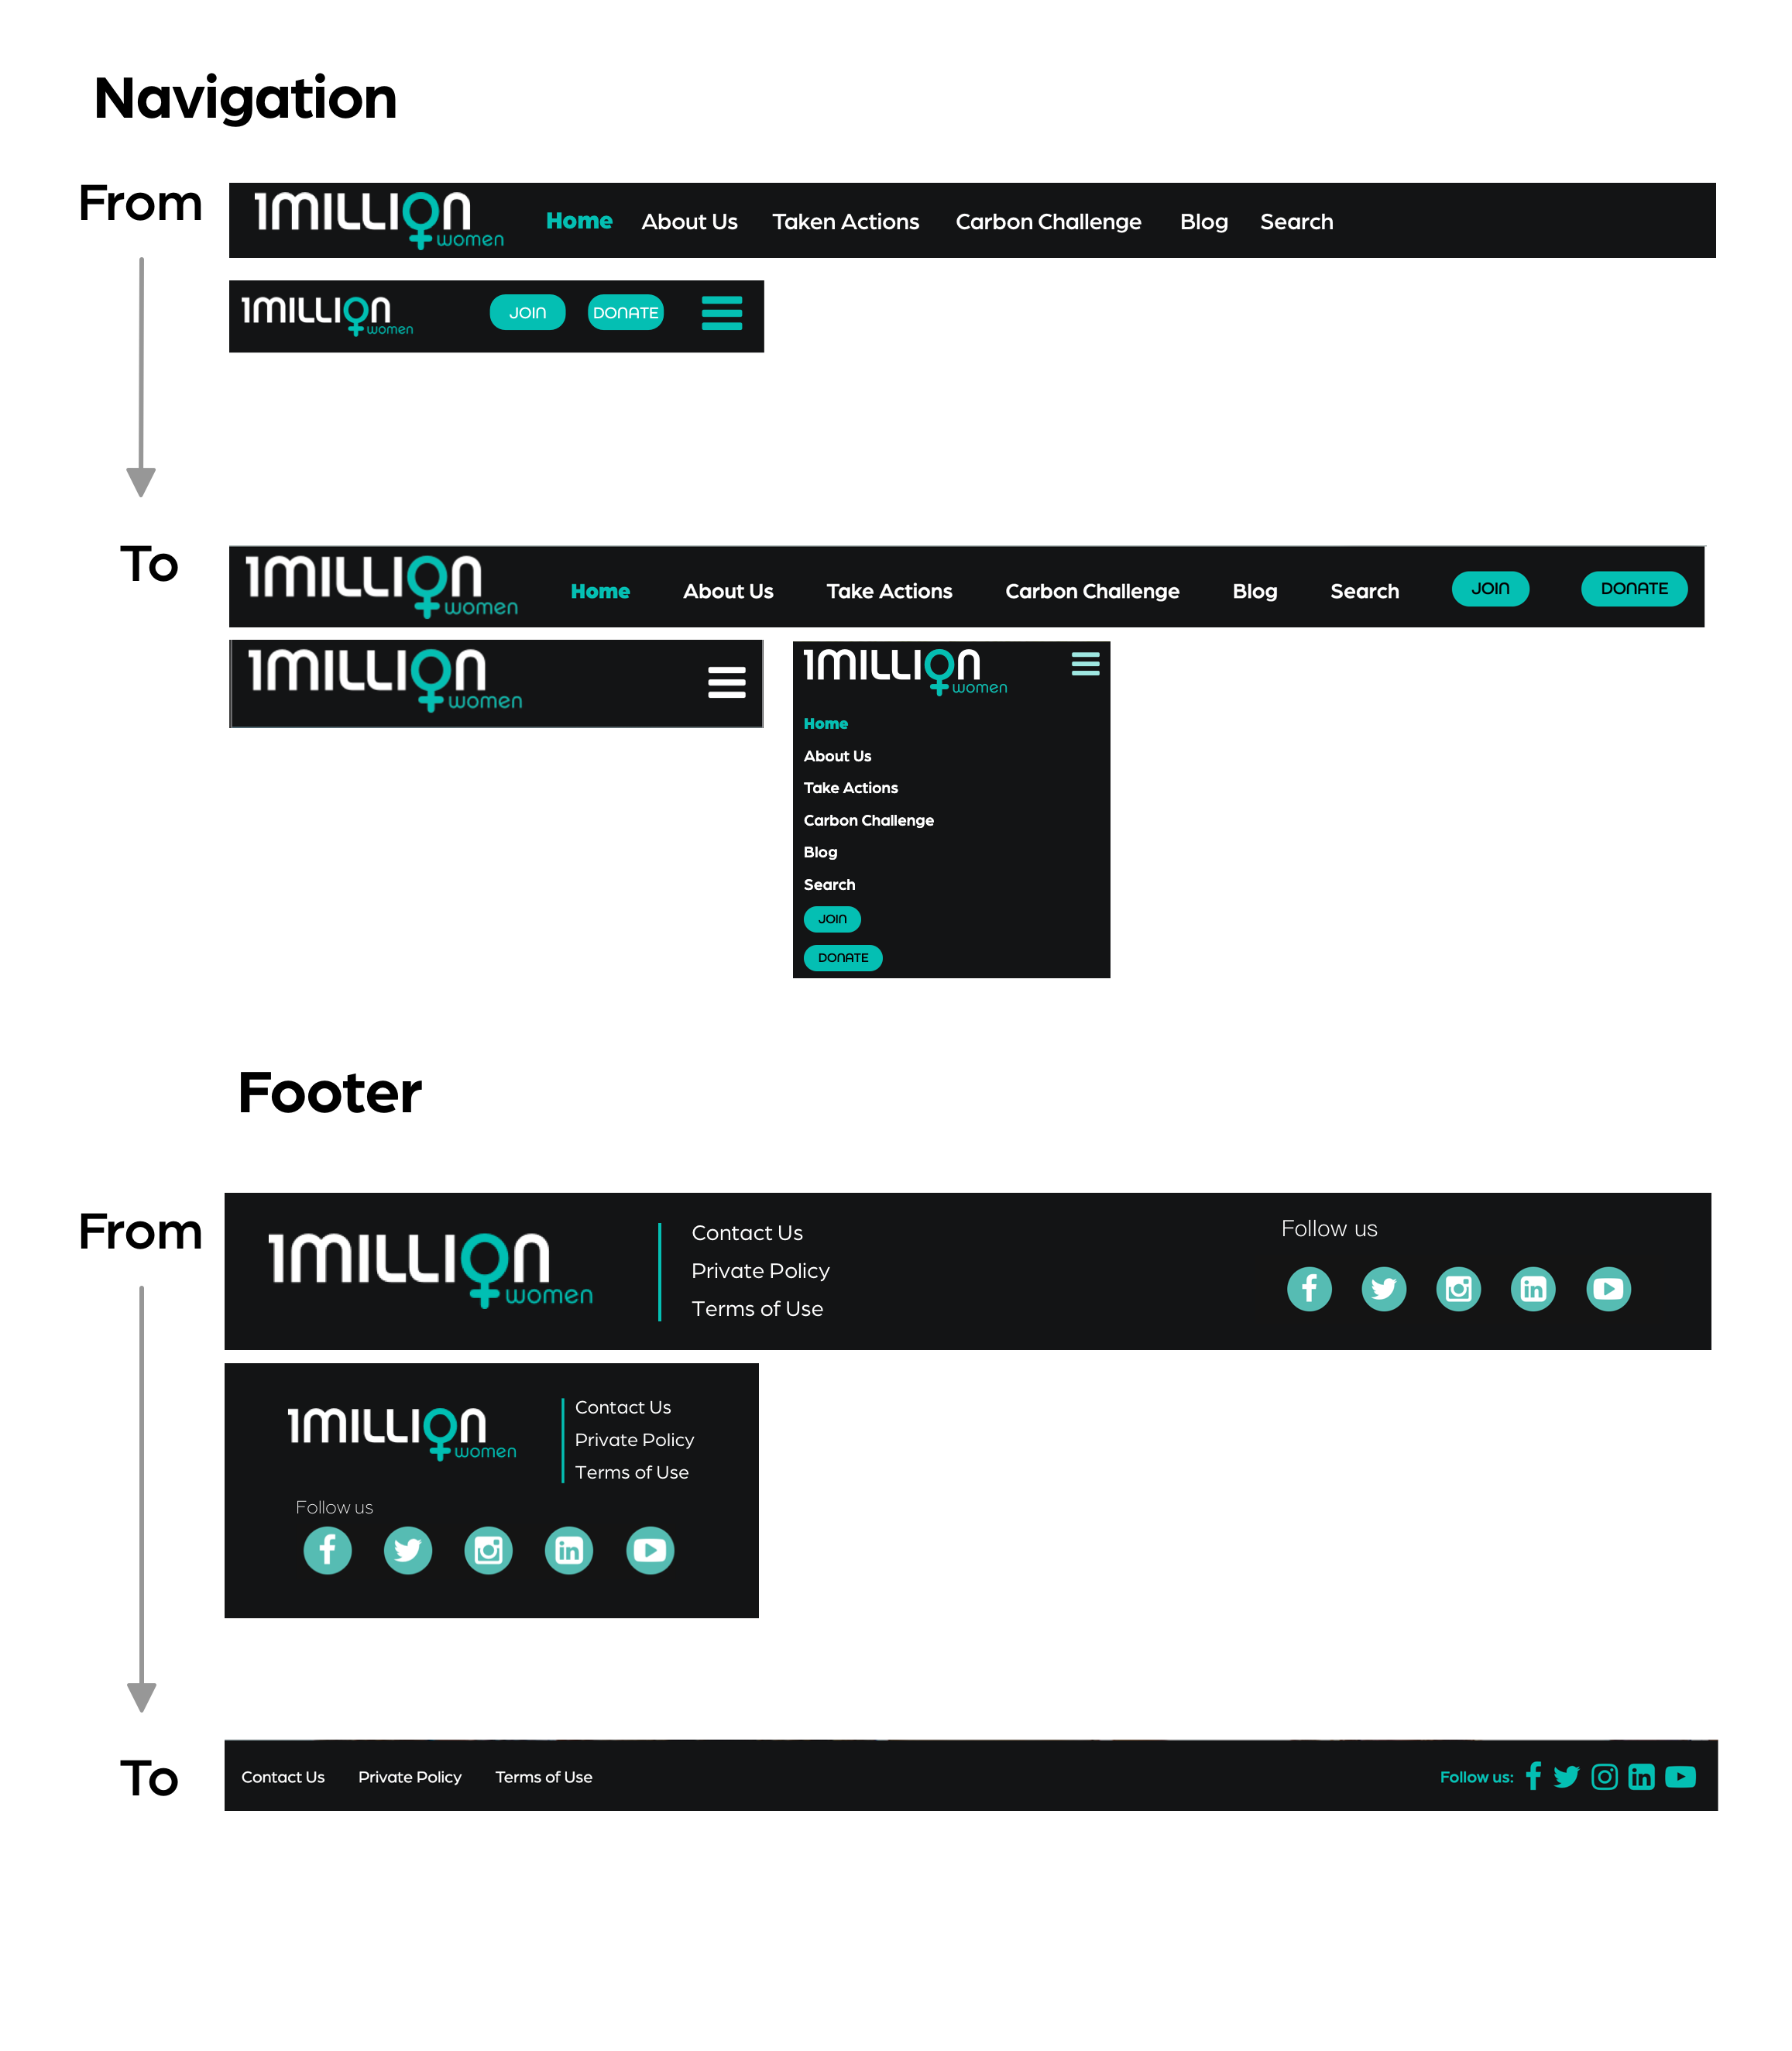 Navigation
From
1MILLION women Home About Us Taken Actions Carbon Challenge Blog Search
1MILLION women JOIN DONATE
To
1MILLION women Home About Us Take Actions Carbon Challenge Blog Search JOIN DONATE
1MILLION women
1MILLION women
Home
About Us
Take Actions
Carbon Challenge
Blog
Search
JOIN
DONATE
Footer
From
1MILLION women
Contact Us
Private Policy
Terms of Use
Follow us
1MILLION women
Contact Us
Private Policy
Terms of Use
Follow us
To
Contact Us Private Policy Terms of Use Follow us: